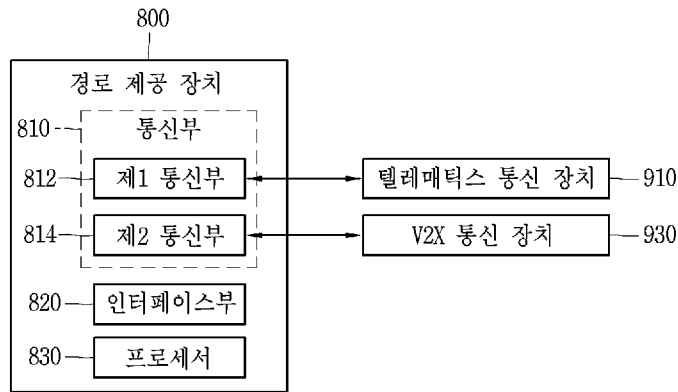 800
경로 제공 장치
810
통신부
812
제1 통신부
텔레매틱스 통신 장치
910
814
제2 통신부
V2X 통신 장치
930
820
인터페이스부
830
프로세서